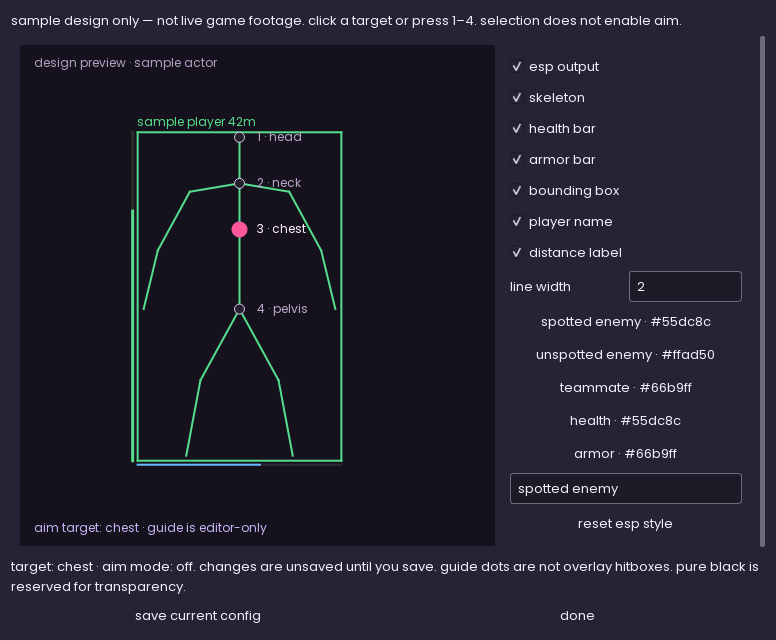 sample design only — not live game footage. click a target or press 1–4. selection does not enable aim.
design preview · sample actor
sample player 42m
1 · head
2 · neck
3 · chest
4 · pelvis
aim target: chest · guide is editor-only
esp output
skeleton
health bar
armor bar
bounding box
player name
distance label
line width 2
spotted enemy · #55dc8c
unspotted enemy · #ffad50
teammate · #66b9ff
health · #55dc8c
armor · #66b9ff
spotted enemy
reset esp style
target: chest · aim mode: off. changes are unsaved until you save. guide dots are not overlay hitboxes. pure black is
reserved for transparency.
save current config done